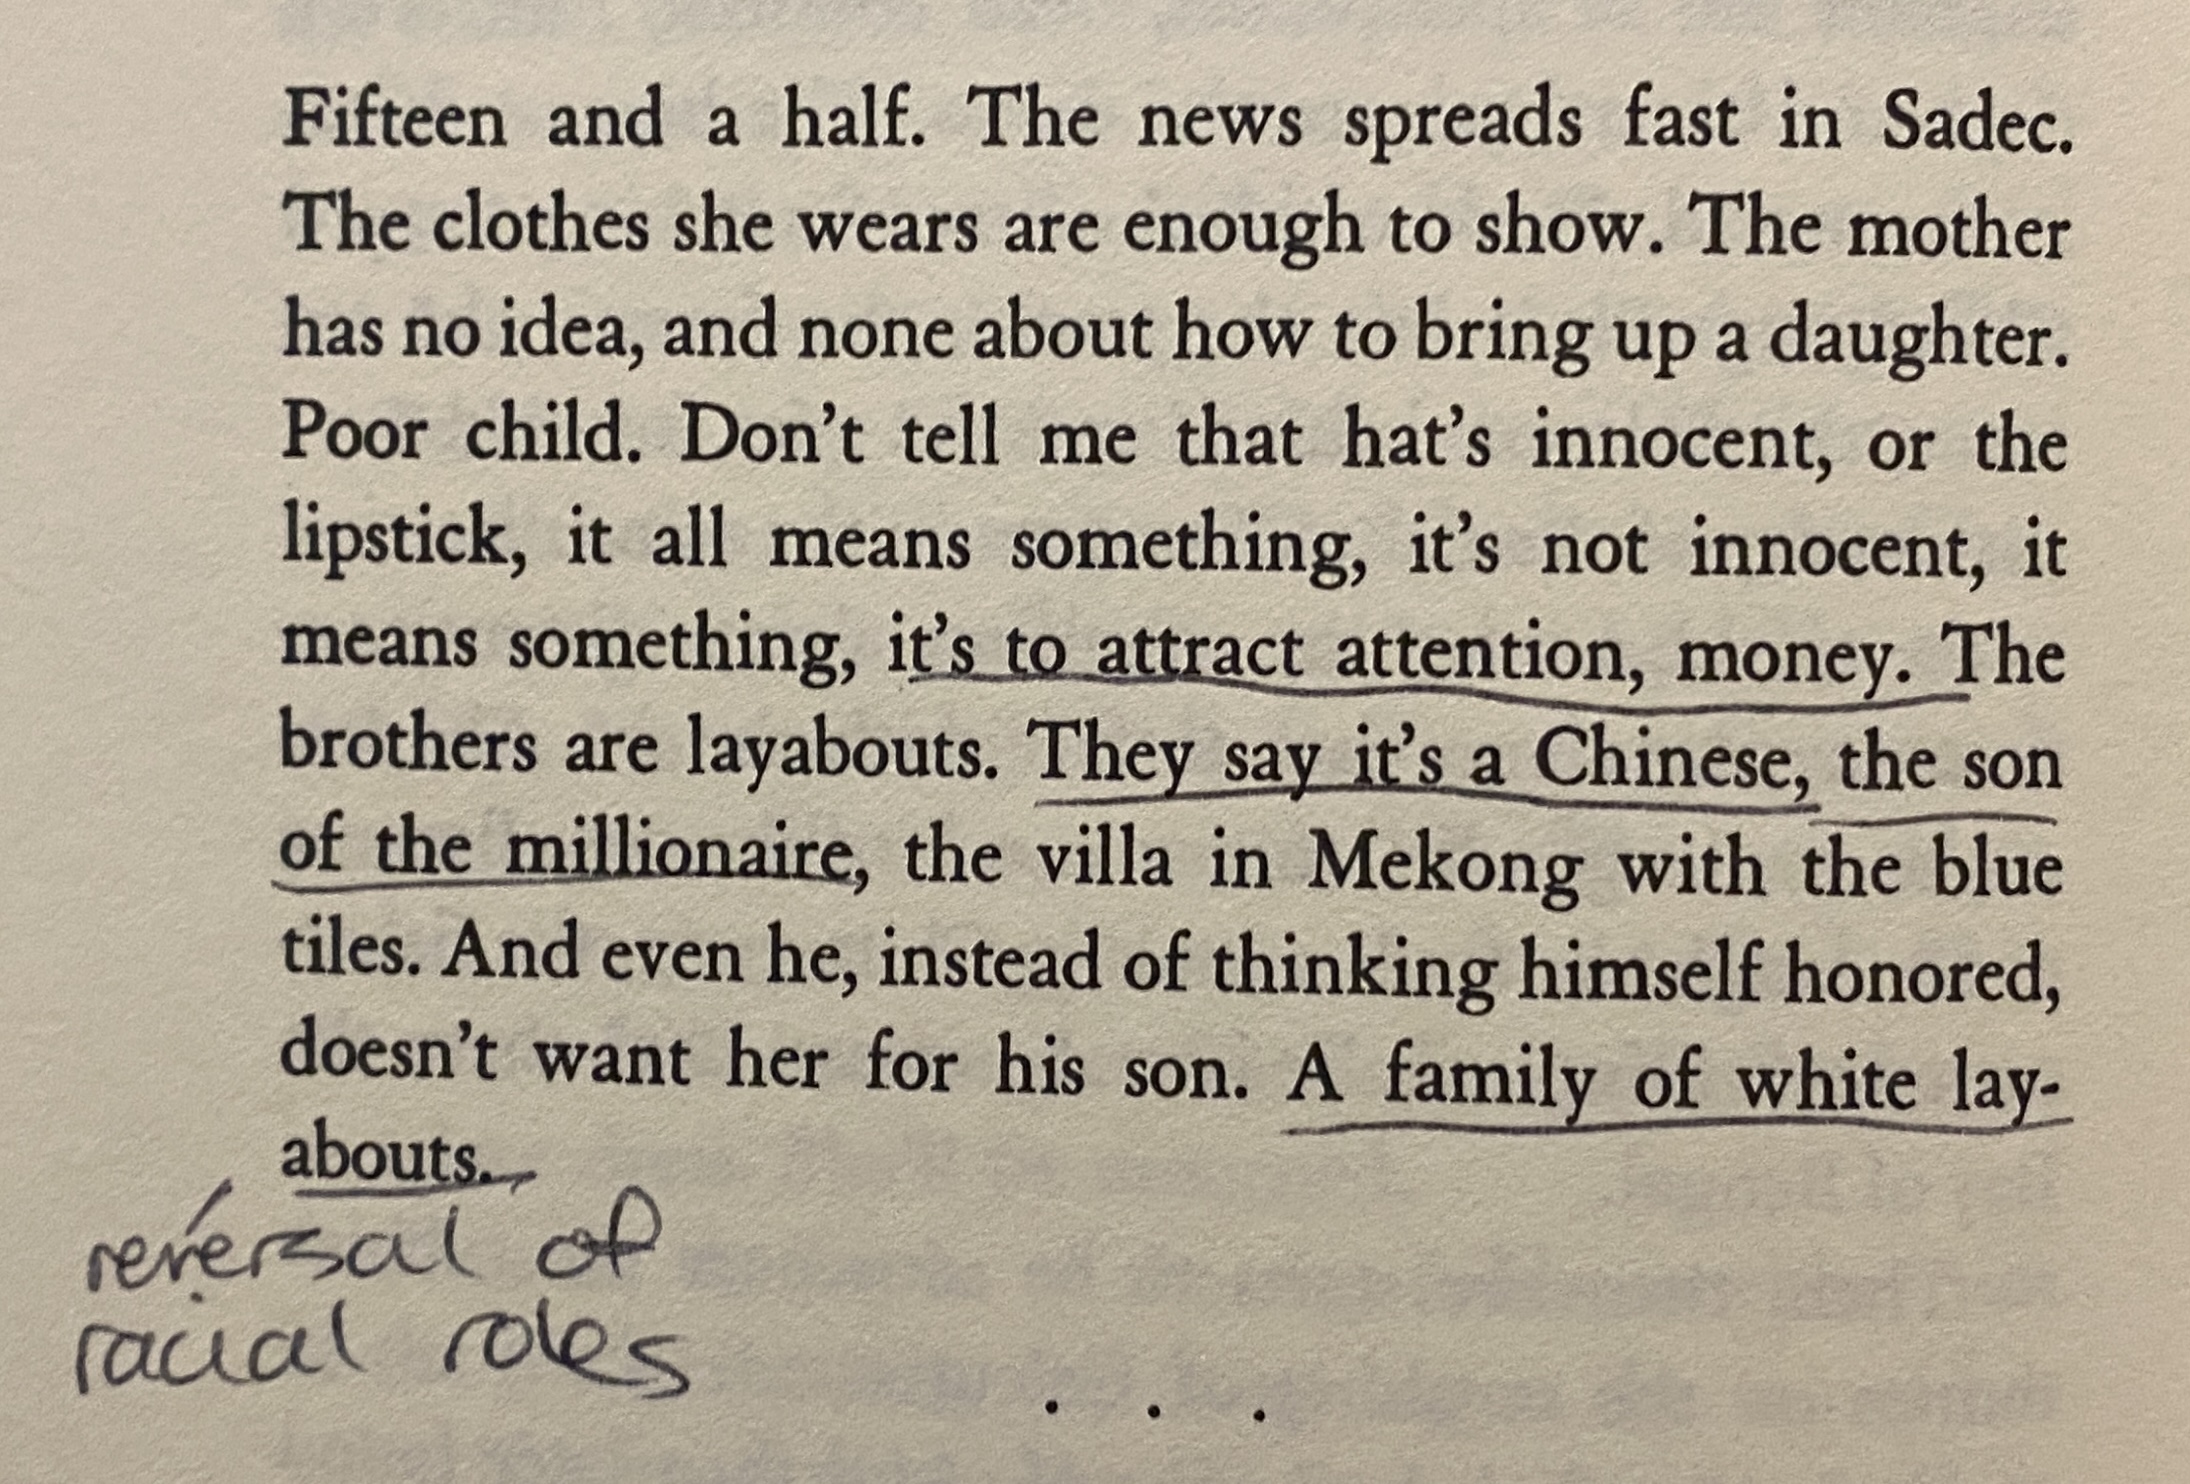 Fifteen and a half. The news spreads fast in Sadec.
The clothes she wears are enough to show. The mother
has no idea, and none about how to bring up a daughter.
Poor child. Don't tell me that hat's innocent, or the
lipstick, it all means something, it's not innocent, it
means something, it's to attract attention, money. The
brothers are layabouts. They say it's a Chinese, the son
of the millionaire, the villa in Mekong with the blue
tiles. And even he, instead of thinking himself honored,
doesn't want her for his son. A family of white lay-
abouts.
reversal of
racial roles
. . .